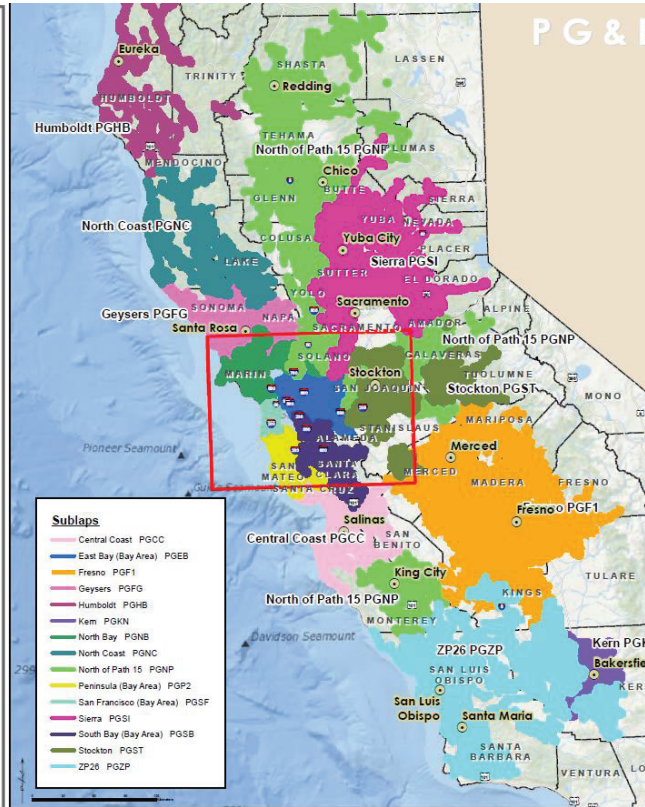 PG&E
Eureka
SHASTA
LASSEN
TRINITY
Redding
HUMBOLDT
Humboldt PGHB
TEHAMA
North of Path 15 PGNP
PLUMAS
MENDOCINO
Chico
BUTTE
GLENN
SIERRA
North Coast PGNC
YUBA
NEVADA
COLUSA
Yuba City
PLACER
LAKE
Sierra PGSI
SUTTER
EL DORADO
YOLO
SONOMA
Sacramento
ALPINE
Geysers PGFG
NAPA
AMADOR
Santa Rosa
SACRAMENTO
North of Path 15 PGNP
SOLANO
CALAVERAS
MARIN
Stockton
TUOLUMNE
SAN JOAQUIN
Stockton PGST
MONO
STANISLAUS
MARIPOSA
ALAMEDA
Pioneer Seamount
Merced
SANTA CLARA
SAN MATEO
MERCED
MADERA
FRESNO
SANTA CRUZ
Fresno
PGF1
Salinas
Central Coast PGCC
SAN BENITO
TULARE
King City
KINGS
North of Path 15 PGNP
MONTEREY
Davidson Seamount
ZP26 PGZP
Kern
SAN LUIS OBISPO
San Luis Obispo
Santa Maria
SANTA BARBARA
VENTURA
Sublaps
Central Coast PGCC
East Bay (Bay Area) PGEB
Fresno PGF1
Geysers PGFG
Humboldt PGHB
Kern PGKN
North Bay PGNB
North Coast PGNC
North of Path 15 PGNP
Peninsula (Bay Area) PGP2
San Francisco (Bay Area) PGSF
Sierra PGSI
South Bay (Bay Area) PGSB
Stockton PGST
ZP26 PGZP